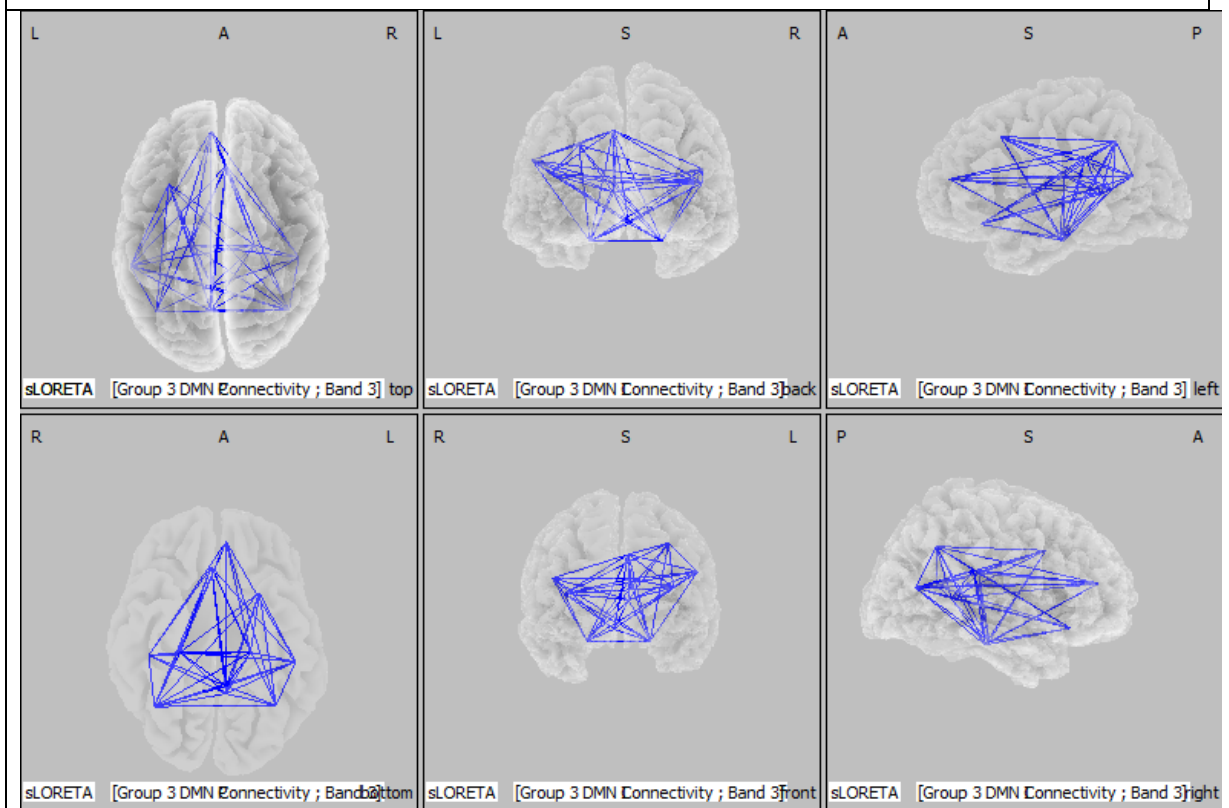 L A R
sLORETA [Group 3 DMN Connectivity ; Band 3] top
L S R
sLORETA [Group 3 DMN Connectivity ; Band 3] back
A S P
sLORETA [Group 3 DMN Connectivity ; Band 3] left
R A L
sLORETA [Group 3 DMN Connectivity ; Band 3] bottom
R S L
sLORETA [Group 3 DMN Connectivity ; Band 3] front
P S A
sLORETA [Group 3 DMN Connectivity ; Band 3] right